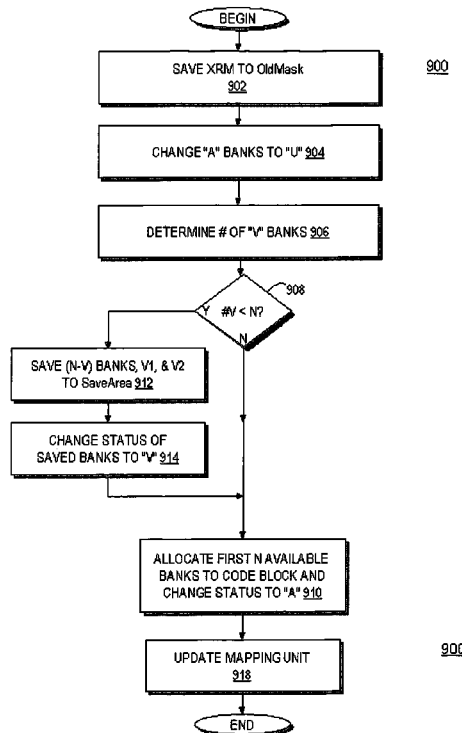 BEGIN
SAVE XRM TO OldMask
902
900
CHANGE "A" BANKS TO "U" 904
DETERMINE # OF "V" BANKS 906
908
Y
#V < N?
N
SAVE (N-V) BANKS, V1, & V2
TO SaveArea 912
CHANGE STATUS OF
SAVED BANKS TO "V" 914
ALLOCATE FIRST N AVAILABLE
BANKS TO CODE BLOCK AND
CHANGE STATUS TO "A" 910
UPDATE MAPPING UNIT
918
900
END